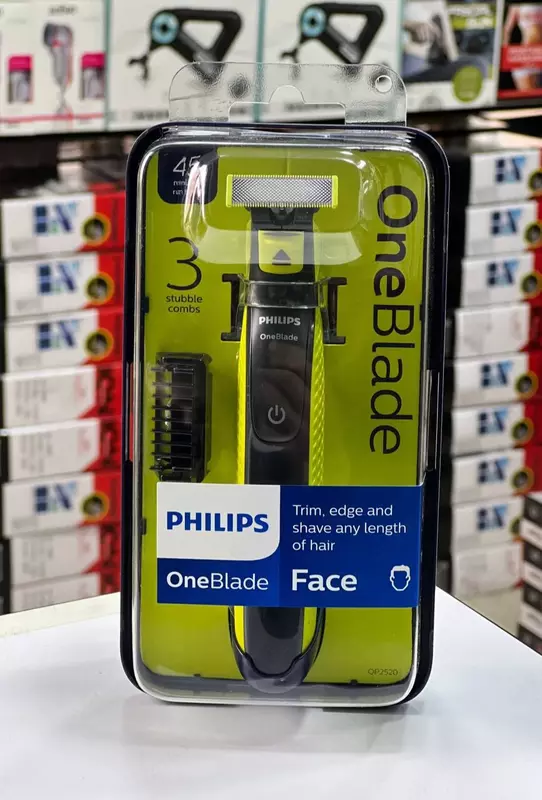 45
3
stubble
combs
OneBlade
PHILIPS
OneBlade
PHILIPS
Trim, edge and
shave any length
of hair
OneBlade
Face
QP2520